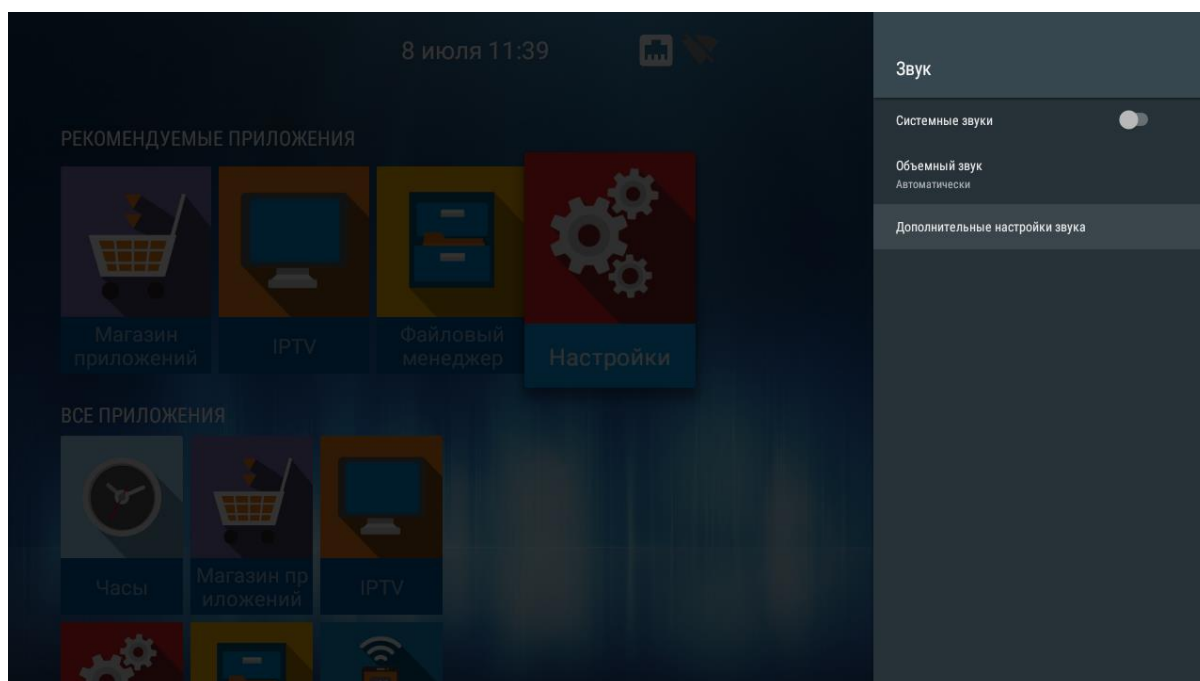 8 июля 11:39
РЕКОМЕНДУЕМЫЕ ПРИЛОЖЕНИЯ
Магазин
приложений
IPTV
Файловый
менеджер
Настройки
ВСЕ ПРИЛОЖЕНИЯ
Часы
Магазин пр
иложений
IPTV
Звук
Системные звуки
Объемный звук
Автоматически
Дополнительные настройки звука